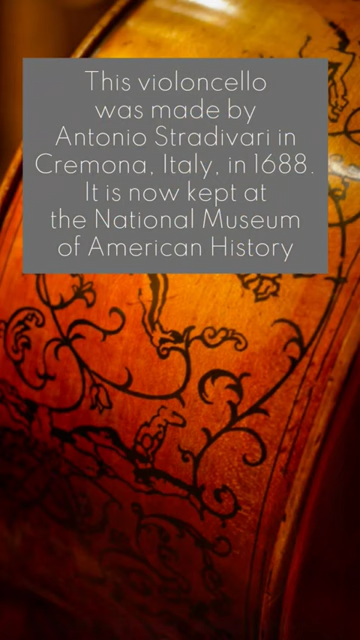 This violoncello
was made by
Antonio Stradivari in
Cremona, Italy, in 1688.
It is now kept at
the National Museum
of American History